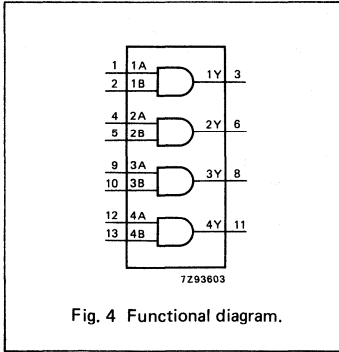 1 1A 1Y 3
2 1B
4 2A 2Y 6
5 2B
9 3A 3Y 8
10 3B
12 4A 4Y 11
13 4B
7Z93603
Fig. 4 Functional diagram.